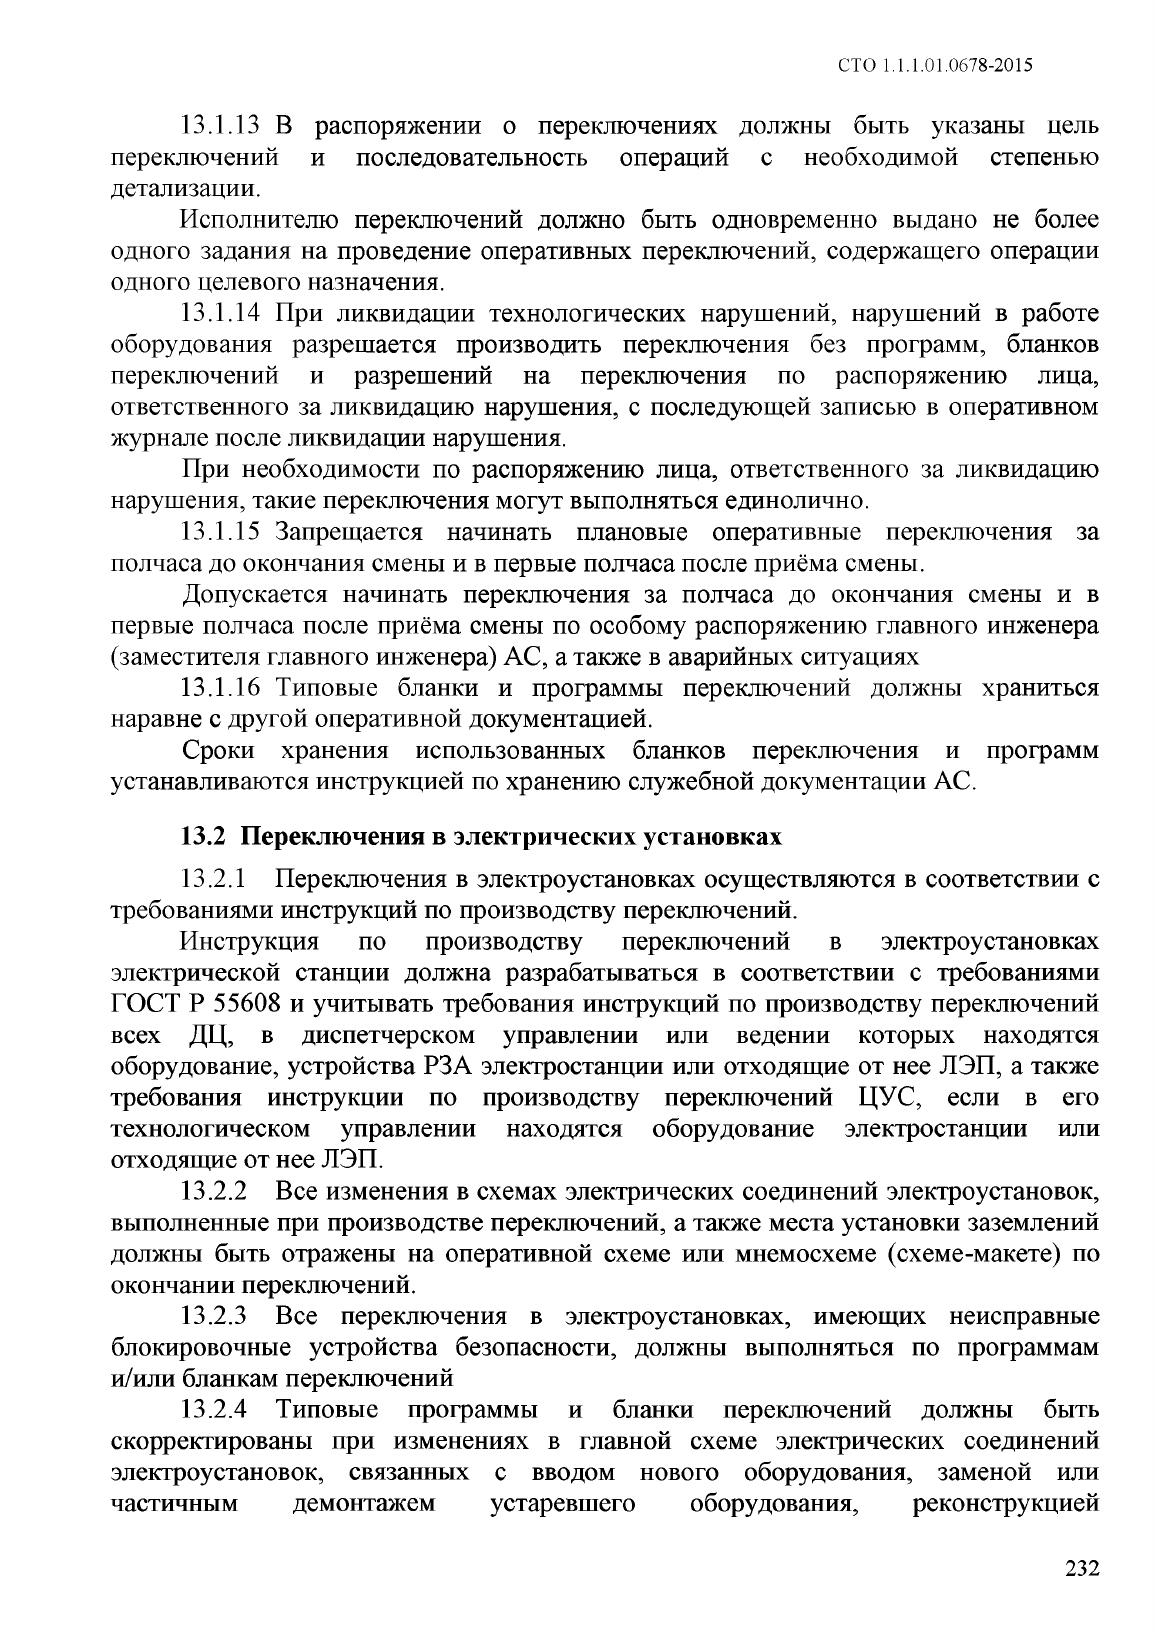 СТО 1.1.1.01.0678-2015
13.1.13 В распоряжении о переключениях должны быть указаны цель
переключений и последовательность операций с необходимой степенью
детализации.
Исполнителю переключений должно быть одновременно выдано не более
одного задания на проведение оперативных переключений, содержащего операции
одного целевого назначения.
13.1.14 При ликвидации технологических нарушений, нарушений в работе
оборудования разрешается производить переключения без программ, бланков
переключений и разрешений на переключения по распоряжению лица,
ответственного за ликвидацию нарушения, с последующей записью в оперативном
журнале после ликвидации нарушения.
При необходимости по распоряжению лица, ответственного за ликвидацию
нарушения, такие переключения могут выполняться единолично.
13.1.15 Запрещается начинать плановые оперативные переключения за
полчаса до окончания смены и в первые полчаса после приёма смены.
Допускается начинать переключения за полчаса до окончания смены и в
первые полчаса после приёма смены по особому распоряжению главного инженера
(заместителя главного инженера) АС, а также в аварийных ситуациях
13.1.16 Типовые бланки и программы переключений должны храниться
наравне с другой оперативной документацией.
Сроки хранения использованных бланков переключения и программ
устанавливаются инструкцией по хранению служебной документации АС.
13.2 Переключения в электрических установках
13.2.1 Переключения в электроустановках осуществляются в соответствии с
требованиями инструкций по производству переключений.
Инструкция по производству переключений в электроустановках
электрической станции должна разрабатываться в соответствии с требованиями
ГОСТ Р 55608 и учитывать требования инструкций по производству переключений
всех ДЦ, в диспетчерском управлении или ведении которых находятся
оборудование, устройства РЗА электростанции или отходящие от нее ЛЭП, а также
требования инструкции по производству переключений ЦУС, если в его
технологическом управлении находятся оборудование электростанции или
отходящие от нее ЛЭП.
13.2.2 Все изменения в схемах электрических соединений электроустановок,
выполненные при производстве переключений, а также места установки заземлений
должны быть отражены на оперативной схеме или мнемосхеме (схеме-макете) по
окончании переключений.
13.2.3 Все переключения в электроустановках, имеющих неисправные
блокировочные устройства безопасности, должны выполняться по программам
и/или бланкам переключений
13.2.4 Типовые программы и бланки переключений должны быть
скорректированы при изменениях в главной схеме электрических соединений
электроустановок, связанных с вводом нового оборудования, заменой или
частичным демонтажем устаревшего оборудования, реконструкцией
232